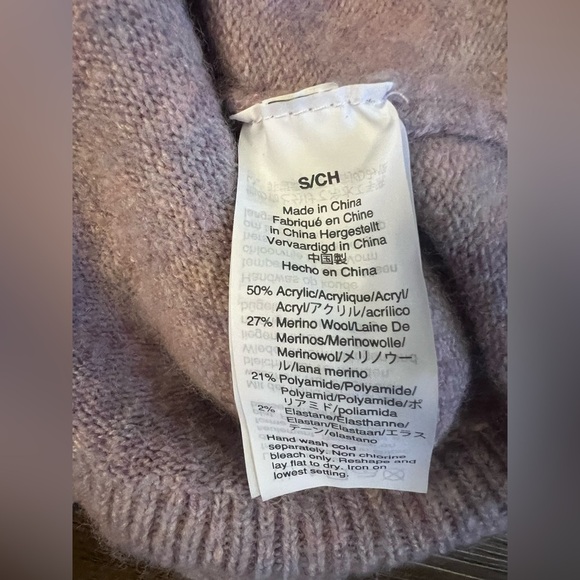 S/CH
Made in China
Fabriqué en Chine
in China Hergestellt
Vervaardigd in China
中国製
Hecho en China
50% Acrylic/Acrylique/Acryl/
Acryl/アクリル/acrílico
27% Merino Wool/Laine De
Merinos/Merinowolle/
Merinowol/メリノウー
ル/lana merino
21% Polyamide/Polyamide/
Polyamid/Polyamide/ポ
リアミド/poliamida
2% Elastane/Élasthanne/
Elastan/Elastaan/エラス
テーン/elastano
Hand wash cold
separately. Non chlorine
bleach only. Reshape and
lay flat to dry. Iron on
lowest setting.